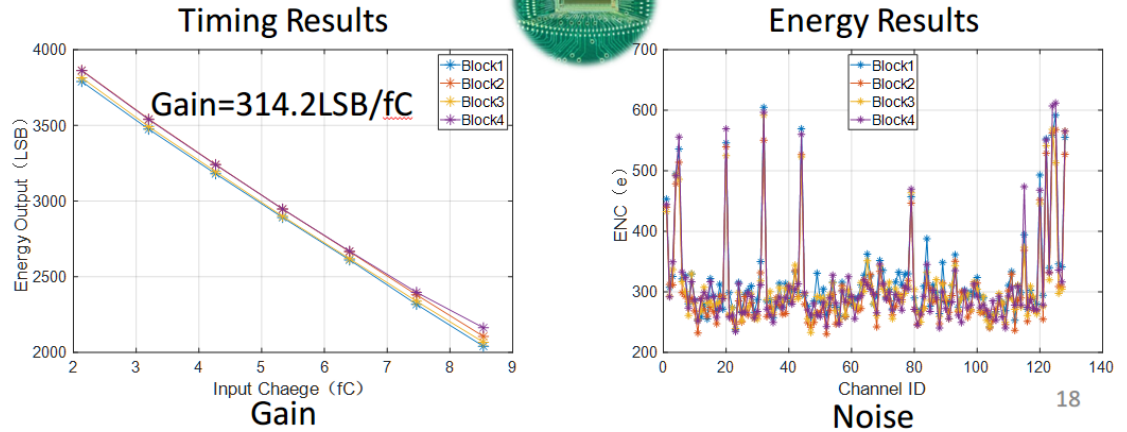 Timing Results
Energy Results
4000
3500
3000
2500
2000
Energy Output（LSB）
Gain=314.2LSB/fC
Block1
Block2
Block3
Block4
2 3 4 5 6 7 8 9
Input Chaege（fC）
Gain
700
600
500
400
300
200
ENC（e）
Block1
Block2
Block3
Block4
0 20 40 60 80 100 120 140
Channel ID
Noise
18